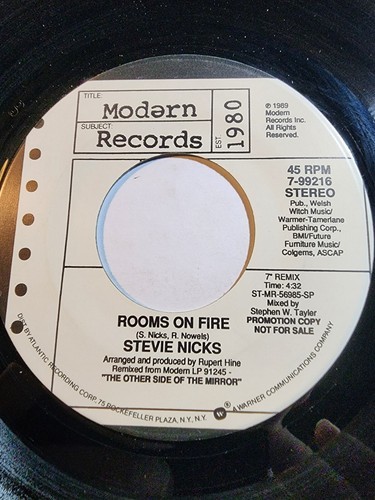 TITLE:
Modərn
SUBJECT
Records
EST. 1980
℗ 1989
Modern
Records Inc.
All Rights
Reserved.
45 RPM
7-99216
STEREO
Pub., Welsh
Witch Music/
Warner-Tamerlane
Publishing Corp.,
BMI/Future
Furniture Music/
Colgems, ASCAP
7" REMIX
Time: 4:32
ST-MR-56985-SP
Mixed by
Stephen W. Taylor
PROMOTION COPY
NOT FOR SALE
ROOMS ON FIRE
(S. Nicks, R. Nowels)
STEVIE NICKS
Arranged and produced by Rupert Hine
Remixed from Modern LP 91245 -
"THE OTHER SIDE OF THE MIRROR"
DIST. BY ATLANTIC RECORDING CORP. 75 ROCKEFELLER PLAZA, N.Y., N.Y. W ® A WARNER COMMUNICATIONS COMPANY